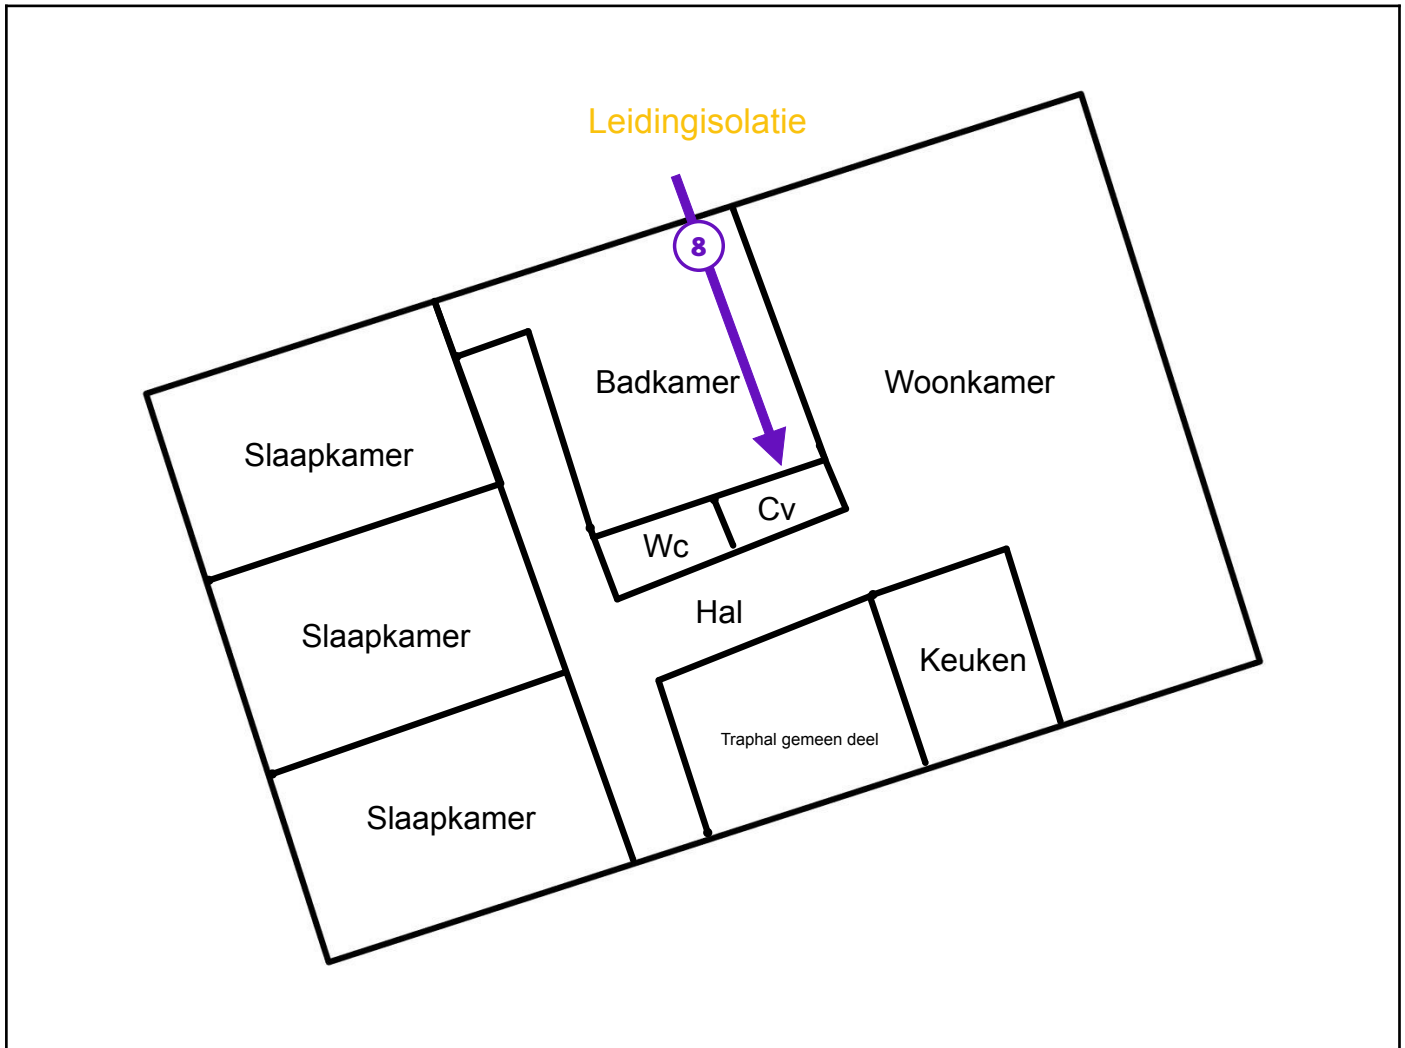 Leidingisolatie
8
Badkamer
Woonkamer
Slaapkamer
Cv
Wc
Hal
Slaapkamer
Keuken
Traphal gemeen deel
Slaapkamer